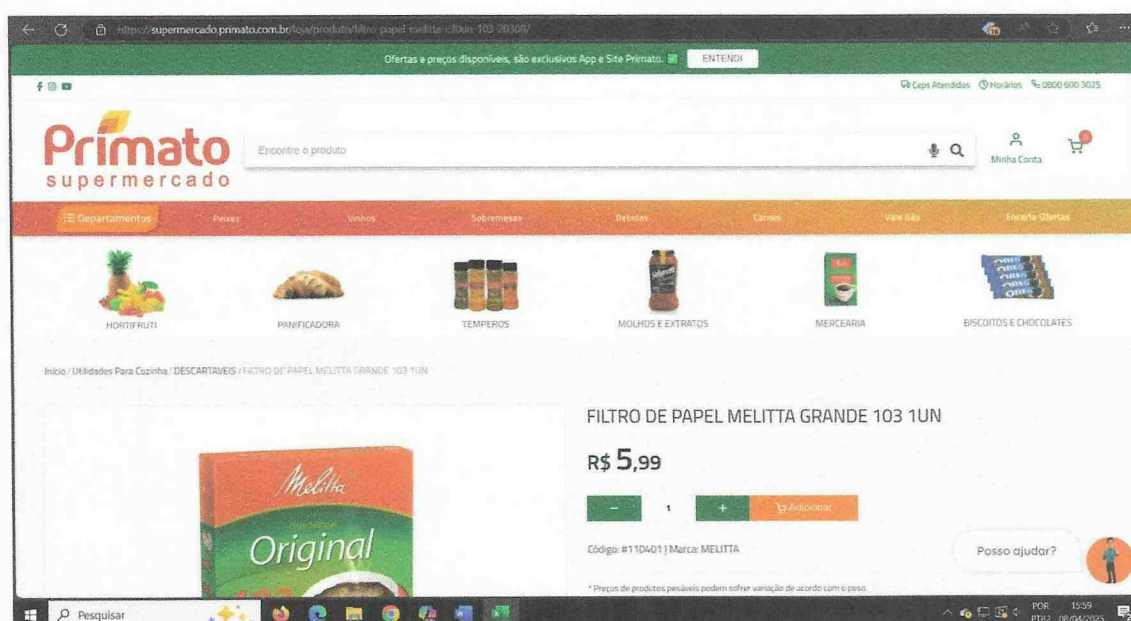 https://supermercado.primato.com.br/loja/produto/filtro-papel-melitta-c30un-103-20300/
Ofertas e preços disponíveis, são exclusivos App e Site Primato. ENTENDI
Ceps Atendidos Horários 0800 600 3025
Primato
supermercado
Encontre o produto
Minha Conta
0
Departamentos Peixes Vinhos Sobremesas Bebidas Carnes Vale Gás Encarte Ofertas
HORTIFRUTI PANIFICADORA TEMPEROS MOLHOS E EXTRATOS MERCEARIA BISCOITOS E CHOCOLATES
Início / Utilidades Para Cozinha / DESCARTAVEIS / FILTRO DE PAPEL MELITTA GRANDE 103 1UN
FILTRO DE PAPEL MELITTA GRANDE 103 1UN
R$ 5,99
− 1 + Adicionar
Código: #110401 | Marca: MELITTA
* Preços de produtos pesáveis podem sofrer variação de acordo com o peso.
Melitta
Original
Posso ajudar?
Pesquisar
POR 15:59
PTB2 08/04/2025